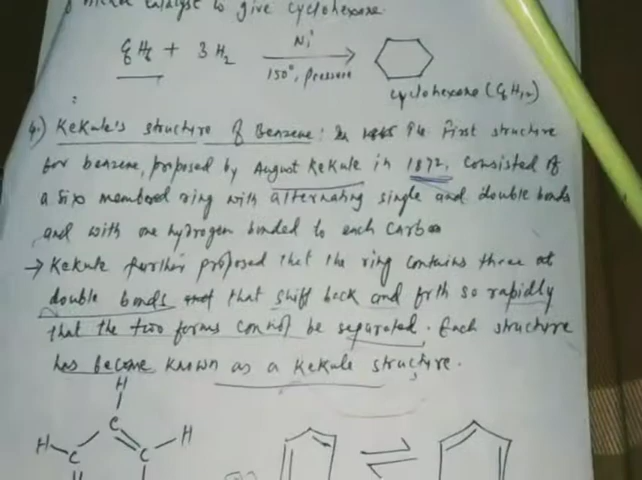 of nickel catalyst to give cyclohexane.
C6H6 + 3H2 Ni 150°, pressure
cyclohexane (C6H12)
4.) Kekule's structure of Benzene: The First structure
for benzene, proposed by August Kekule in 1872. Consisted of
a six membered ring with alternating single and double bonds
and with one hydrogen bonded to each carbon
→ Kekule further proposed that the ring contains three
double bonds that shift back and forth so rapidly
that the two forms cannot be separated. Each structure
has become known as a Kekule structure.
H
C
H C C H
H